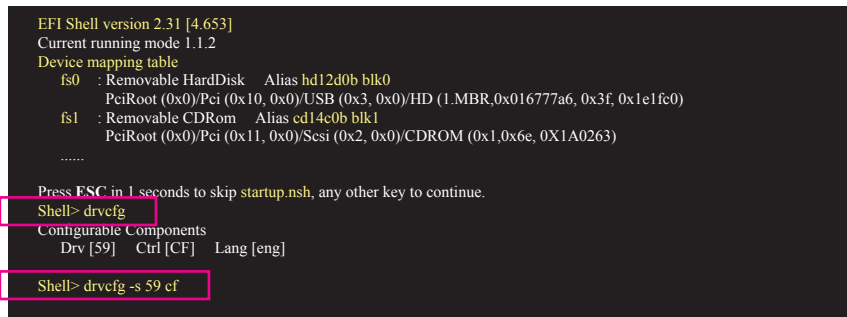 EFI Shell version 2.31 [4.653]
Current running mode 1.1.2
Device mapping table
fs0 : Removable HardDisk Alias hd12d0b blk0
PciRoot (0x0)/Pci (0x10, 0x0)/USB (0x3, 0x0)/HD (1.MBR,0x016777a6, 0x3f, 0x1e1fc0)
fs1 : Removable CDRom Alias cd14c0b blk1
PciRoot (0x0)/Pci (0x11, 0x0)/Scsi (0x2, 0x0)/CDROM (0x1,0x6e, 0X1A0263)
......
Press ESC in 1 seconds to skip startup.nsh, any other key to continue.
Shell> drvcfg
Configurable Components
Drv [59] Ctrl [CF] Lang [eng]
Shell> drvcfg -s 59 cf